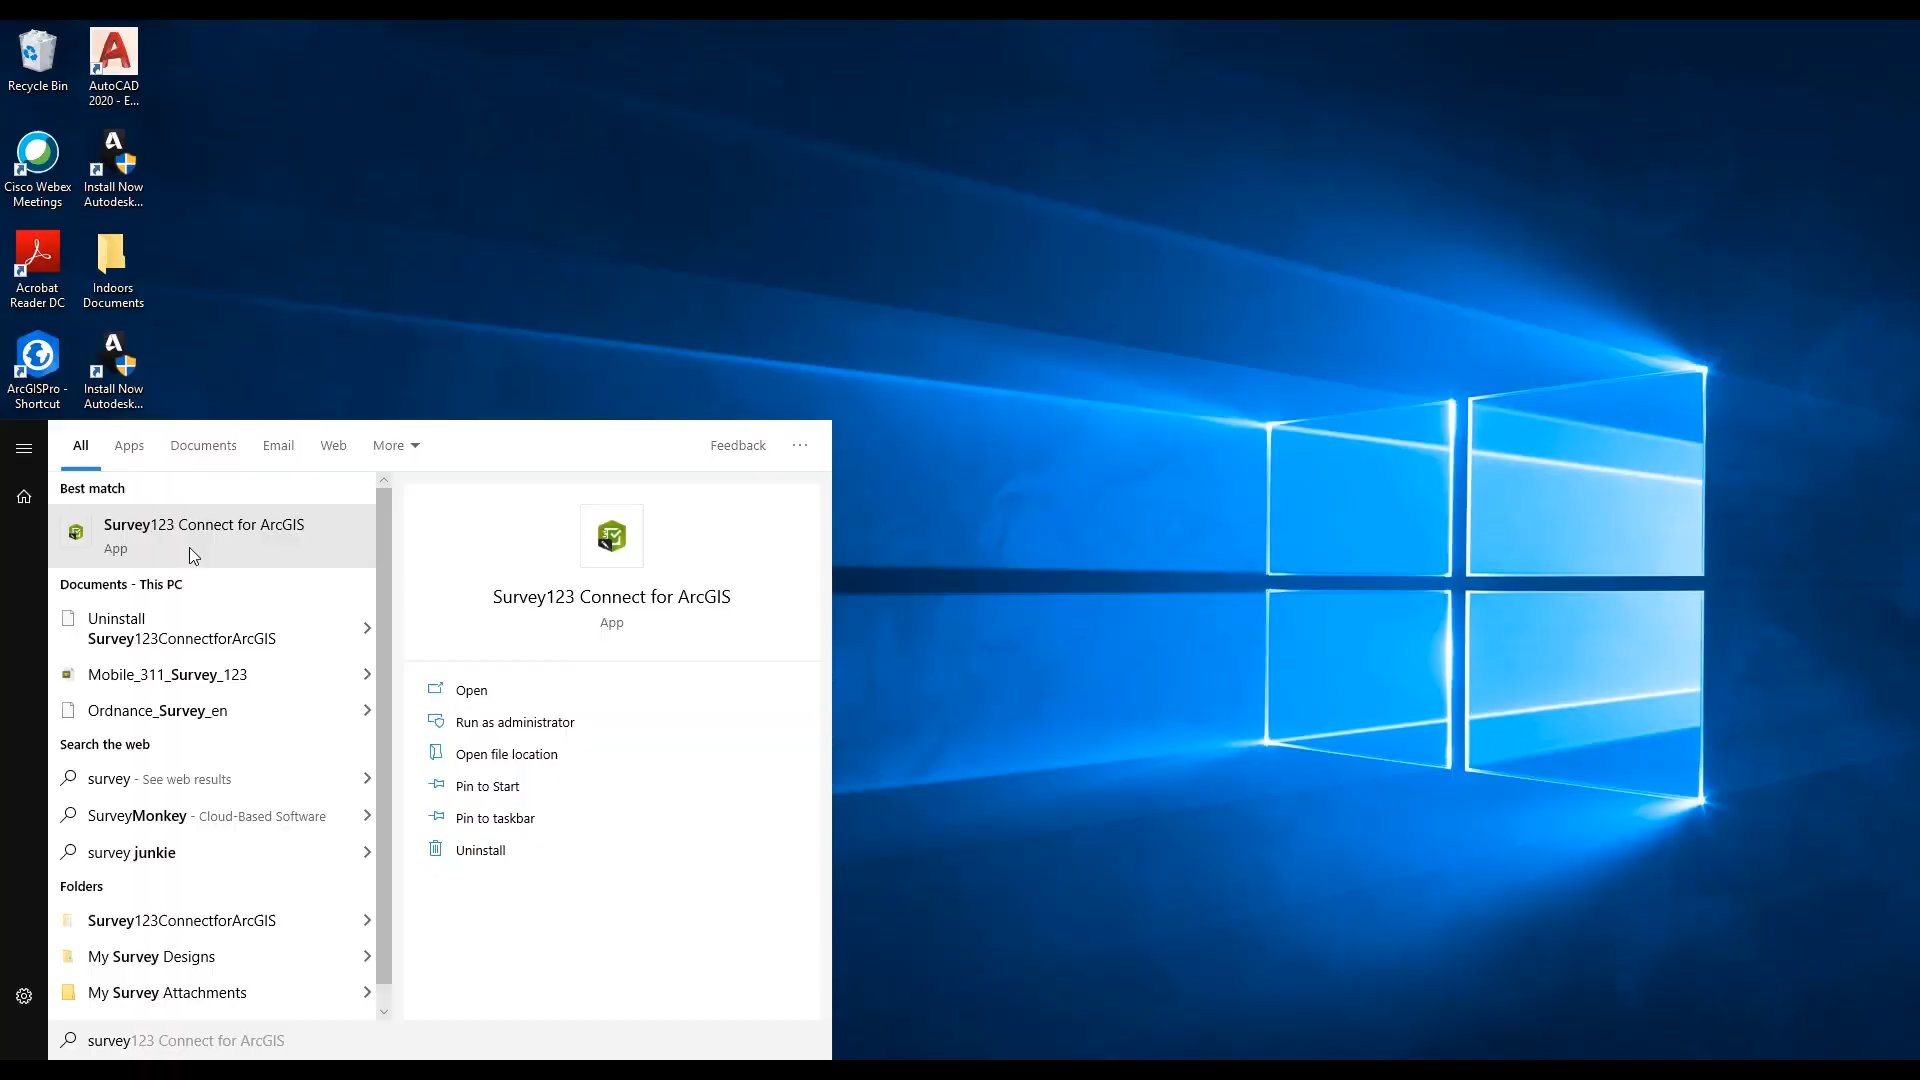 Recycle Bin
AutoCAD
2020 - E...
Cisco Webex
Meetings
Install Now
Autodesk...
Acrobat
Reader DC
Indoors
Documents
ArcGISPro -
Shortcut
Install Now
Autodesk...
All
Apps
Documents
Email
Web
More
Feedback
...
Best match
Survey123 Connect for ArcGIS
App
Documents - This PC
Uninstall
Survey123ConnectforArcGIS
Mobile_311_Survey_123
Ordnance_Survey_en
Search the web
survey - See web results
SurveyMonkey - Cloud-Based Software
survey junkie
Folders
Survey123ConnectforArcGIS
My Survey Designs
My Survey Attachments
survey123 Connect for ArcGIS
Survey123 Connect for ArcGIS
App
Open
Run as administrator
Open file location
Pin to Start
Pin to taskbar
Uninstall